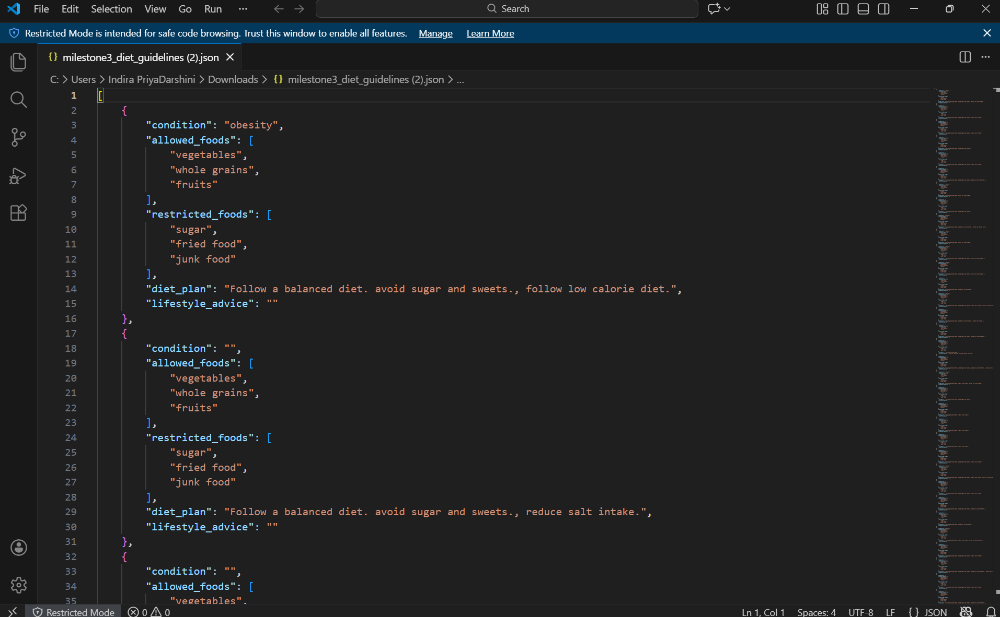 File Edit Selection View Go Run ··· Search
Restricted Mode is intended for safe code browsing. Trust this window to enable all features. Manage Learn More
{} milestone3_diet_guidelines (2).json
C: > Users > Indira PriyaDarshini > Downloads > {} milestone3_diet_guidelines (2).json > ...
1 [
2 {
3 "condition": "obesity",
4 "allowed_foods": [
5 "vegetables",
6 "whole grains",
7 "fruits"
8 ],
9 "restricted_foods": [
10 "sugar",
11 "fried food",
12 "junk food"
13 ],
14 "diet_plan": "Follow a balanced diet. avoid sugar and sweets., follow low calorie diet.",
15 "lifestyle_advice": ""
16 },
17 {
18 "condition": "",
19 "allowed_foods": [
20 "vegetables",
21 "whole grains",
22 "fruits"
23 ],
24 "restricted_foods": [
25 "sugar",
26 "fried food",
27 "junk food"
28 ],
29 "diet_plan": "Follow a balanced diet. avoid sugar and sweets., reduce salt intake.",
30 "lifestyle_advice": ""
31 },
32 {
33 "condition": "",
34 "allowed_foods": [
35 "vegetables",
Restricted Mode 0 0 Ln 1, Col 1 Spaces: 4 UTF-8 LF {} JSON